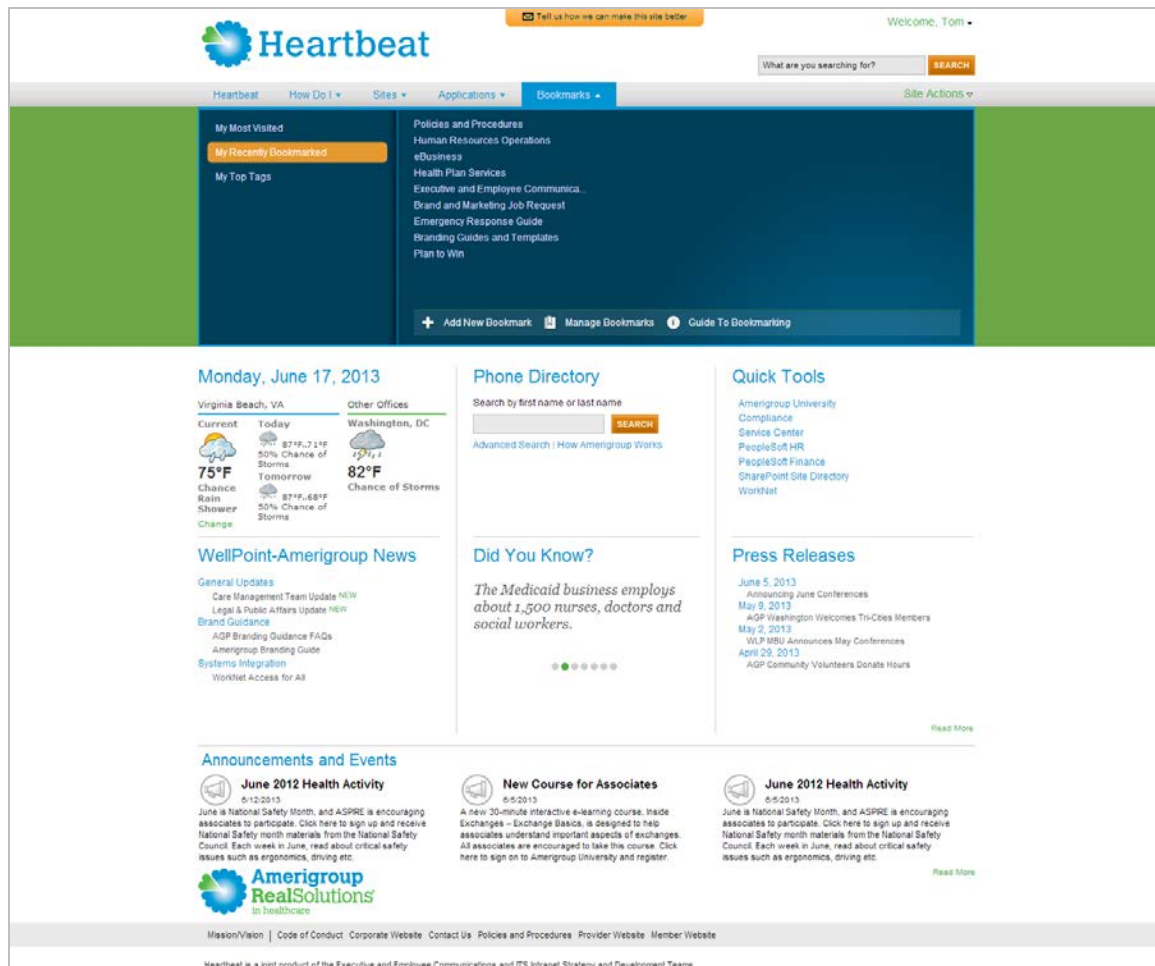 Tell us how we can make this site better
Welcome, Tom
Heartbeat
What are you searching for?
SEARCH
Heartbeat How Do I Sites Applications Bookmarks Site Actions
My Most Visited
My Recently Bookmarked
My Top Tags
Policies and Procedures
Human Resources Operations
eBusiness
Health Plan Services
Executive and Employee Communica...
Brand and Marketing Job Request
Emergency Response Guide
Branding Guides and Templates
Plan to Win
Add New Bookmark Manage Bookmarks Guide To Bookmarking
Monday, June 17, 2013
Virginia Beach, VA
Current
75°F
Chance
Rain
Shower
Change
Today
87°F..71°F
50% Chance of
Storms
Tomorrow
87°F..68°F
50% Chance of
Storms
Other Offices
Washington, DC
82°F
Chance of Storms
Phone Directory
Search by first name or last name
SEARCH
Advanced Search | How Amerigroup Works
Quick Tools
Amerigroup University
Compliance
Service Center
PeopleSoft HR
PeopleSoft Finance
SharePoint Site Directory
WorkNet
WellPoint-Amerigroup News
General Updates
Care Management Team Update NEW
Legal & Public Affairs Update NEW
Brand Guidance
AGP Branding Guidance FAQs
Amerigroup Branding Guide
Systems Integration
WorkNet Access for All
Did You Know?
The Medicaid business employs
about 1,500 nurses, doctors and
social workers.
Press Releases
June 5, 2013
Announcing June Conferences
May 9, 2013
AGP Washington Welcomes Tri-Cities Members
May 2, 2013
WLP MBU Announces May Conferences
April 29, 2013
AGP Community Volunteers Donate Hours
Read More
Announcements and Events
June 2012 Health Activity
6/12/2013
June is National Safety Month, and ASPIRE is encouraging
associates to participate. Click here to sign up and receive
National Safety month materials from the National Safety
Council. Each week in June, read about critical safety
issues such as ergonomics, driving etc.
New Course for Associates
6/5/2013
A new 30-minute interactive e-learning course, Inside
Exchanges – Exchange Basics, is designed to help
associates understand important aspects of exchanges.
All associates are encouraged to take this course. Click
here to sign on to Amerigroup University and register.
June 2012 Health Activity
6/5/2013
June is National Safety Month, and ASPIRE is encouraging
associates to participate. Click here to sign up and receive
National Safety month materials from the National Safety
Council. Each week in June, read about critical safety
issues such as ergonomics, driving etc.
Read More
Amerigroup
RealSolutions®
in healthcare
Mission/Vision | Code of Conduct Corporate Website Contact Us Policies and Procedures Provider Website Member Website
Heartbeat is a joint product of the Executive and Employee Communications and ITS Intranet Strategy and Development Teams